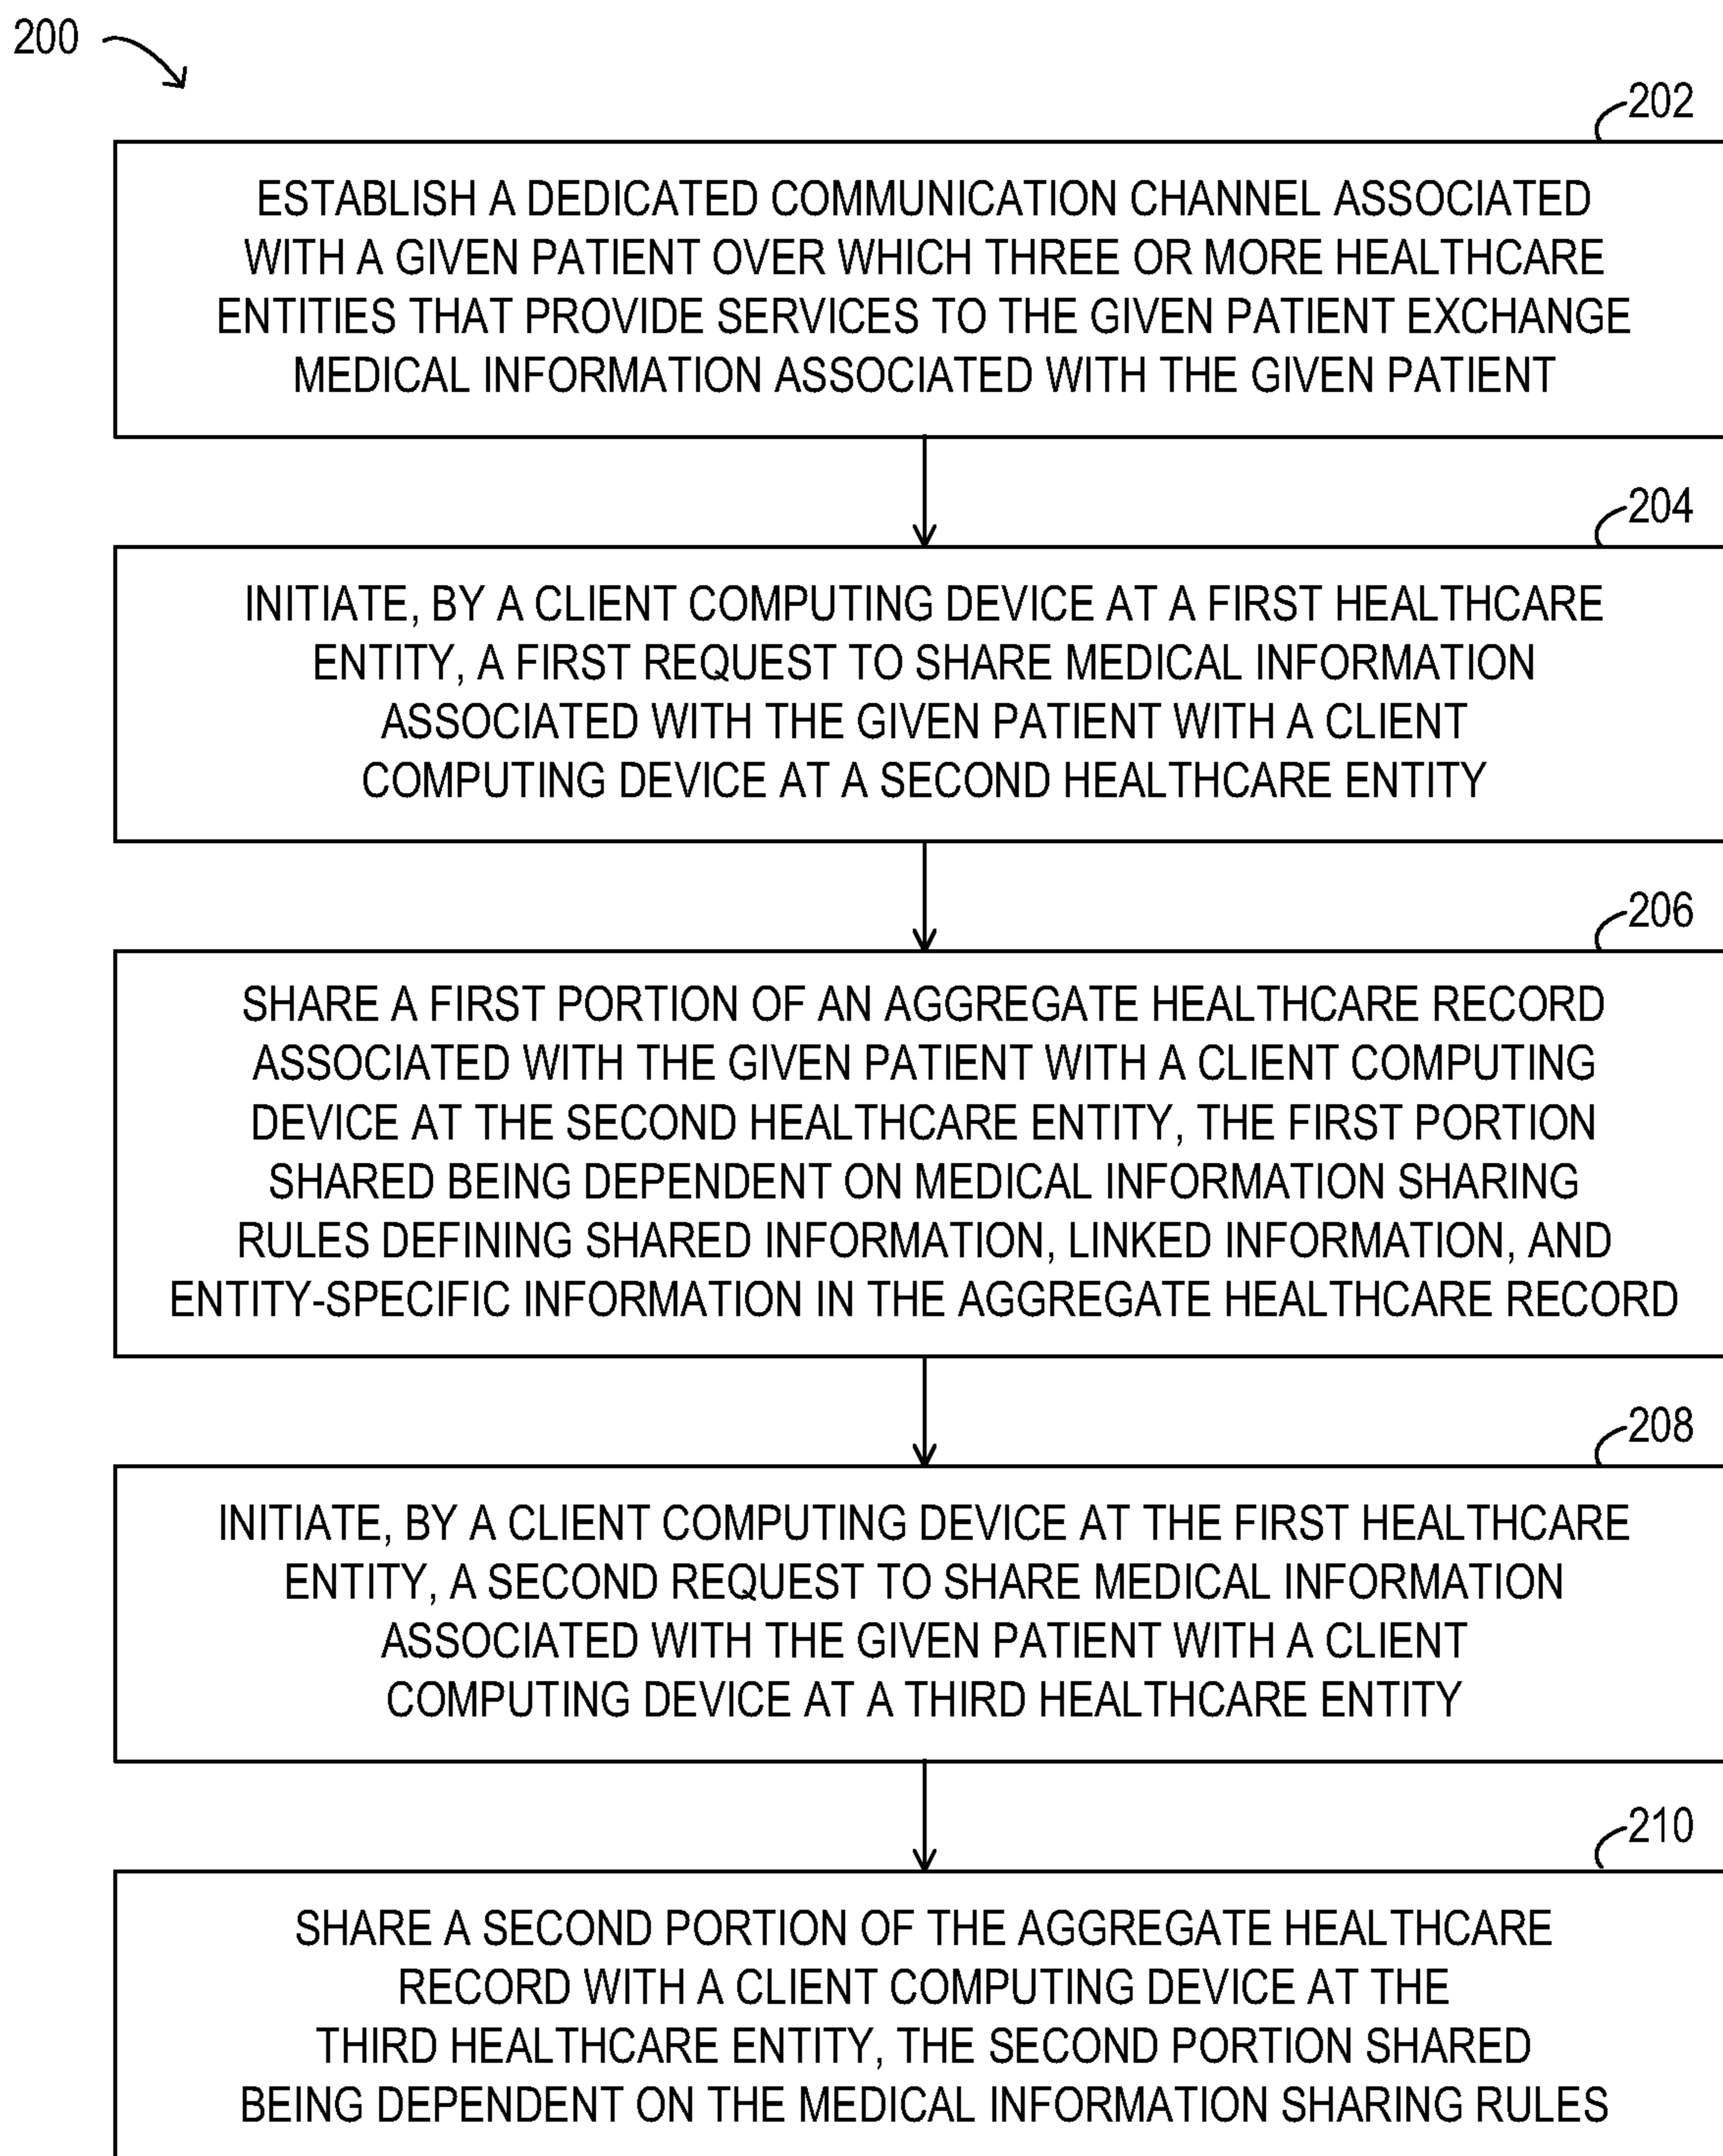 200
202
ESTABLISH A DEDICATED COMMUNICATION CHANNEL ASSOCIATED
WITH A GIVEN PATIENT OVER WHICH THREE OR MORE HEALTHCARE
ENTITIES THAT PROVIDE SERVICES TO THE GIVEN PATIENT EXCHANGE
MEDICAL INFORMATION ASSOCIATED WITH THE GIVEN PATIENT
204
INITIATE, BY A CLIENT COMPUTING DEVICE AT A FIRST HEALTHCARE
ENTITY, A FIRST REQUEST TO SHARE MEDICAL INFORMATION
ASSOCIATED WITH THE GIVEN PATIENT WITH A CLIENT
COMPUTING DEVICE AT A SECOND HEALTHCARE ENTITY
206
SHARE A FIRST PORTION OF AN AGGREGATE HEALTHCARE RECORD
ASSOCIATED WITH THE GIVEN PATIENT WITH A CLIENT COMPUTING
DEVICE AT THE SECOND HEALTHCARE ENTITY, THE FIRST PORTION
SHARED BEING DEPENDENT ON MEDICAL INFORMATION SHARING
RULES DEFINING SHARED INFORMATION, LINKED INFORMATION, AND
ENTITY-SPECIFIC INFORMATION IN THE AGGREGATE HEALTHCARE RECORD
208
INITIATE, BY A CLIENT COMPUTING DEVICE AT THE FIRST HEALTHCARE
ENTITY, A SECOND REQUEST TO SHARE MEDICAL INFORMATION
ASSOCIATED WITH THE GIVEN PATIENT WITH A CLIENT
COMPUTING DEVICE AT A THIRD HEALTHCARE ENTITY
210
SHARE A SECOND PORTION OF THE AGGREGATE HEALTHCARE
RECORD WITH A CLIENT COMPUTING DEVICE AT THE
THIRD HEALTHCARE ENTITY, THE SECOND PORTION SHARED
BEING DEPENDENT ON THE MEDICAL INFORMATION SHARING RULES